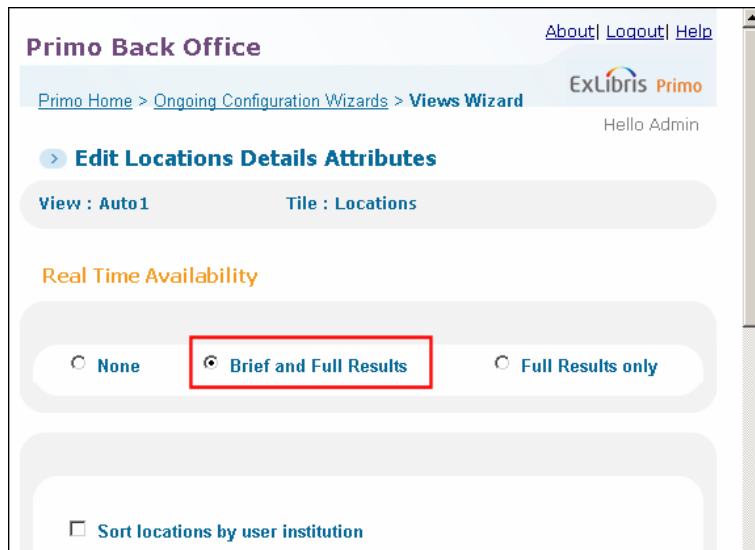 About| Logout| Help
Primo Back Office
ExLibris Primo
Primo Home > Ongoing Configuration Wizards > Views Wizard
Hello Admin
Edit Locations Details Attributes
View : Auto1 Tile : Locations
Real Time Availability
None Brief and Full Results Full Results only
Sort locations by user institution